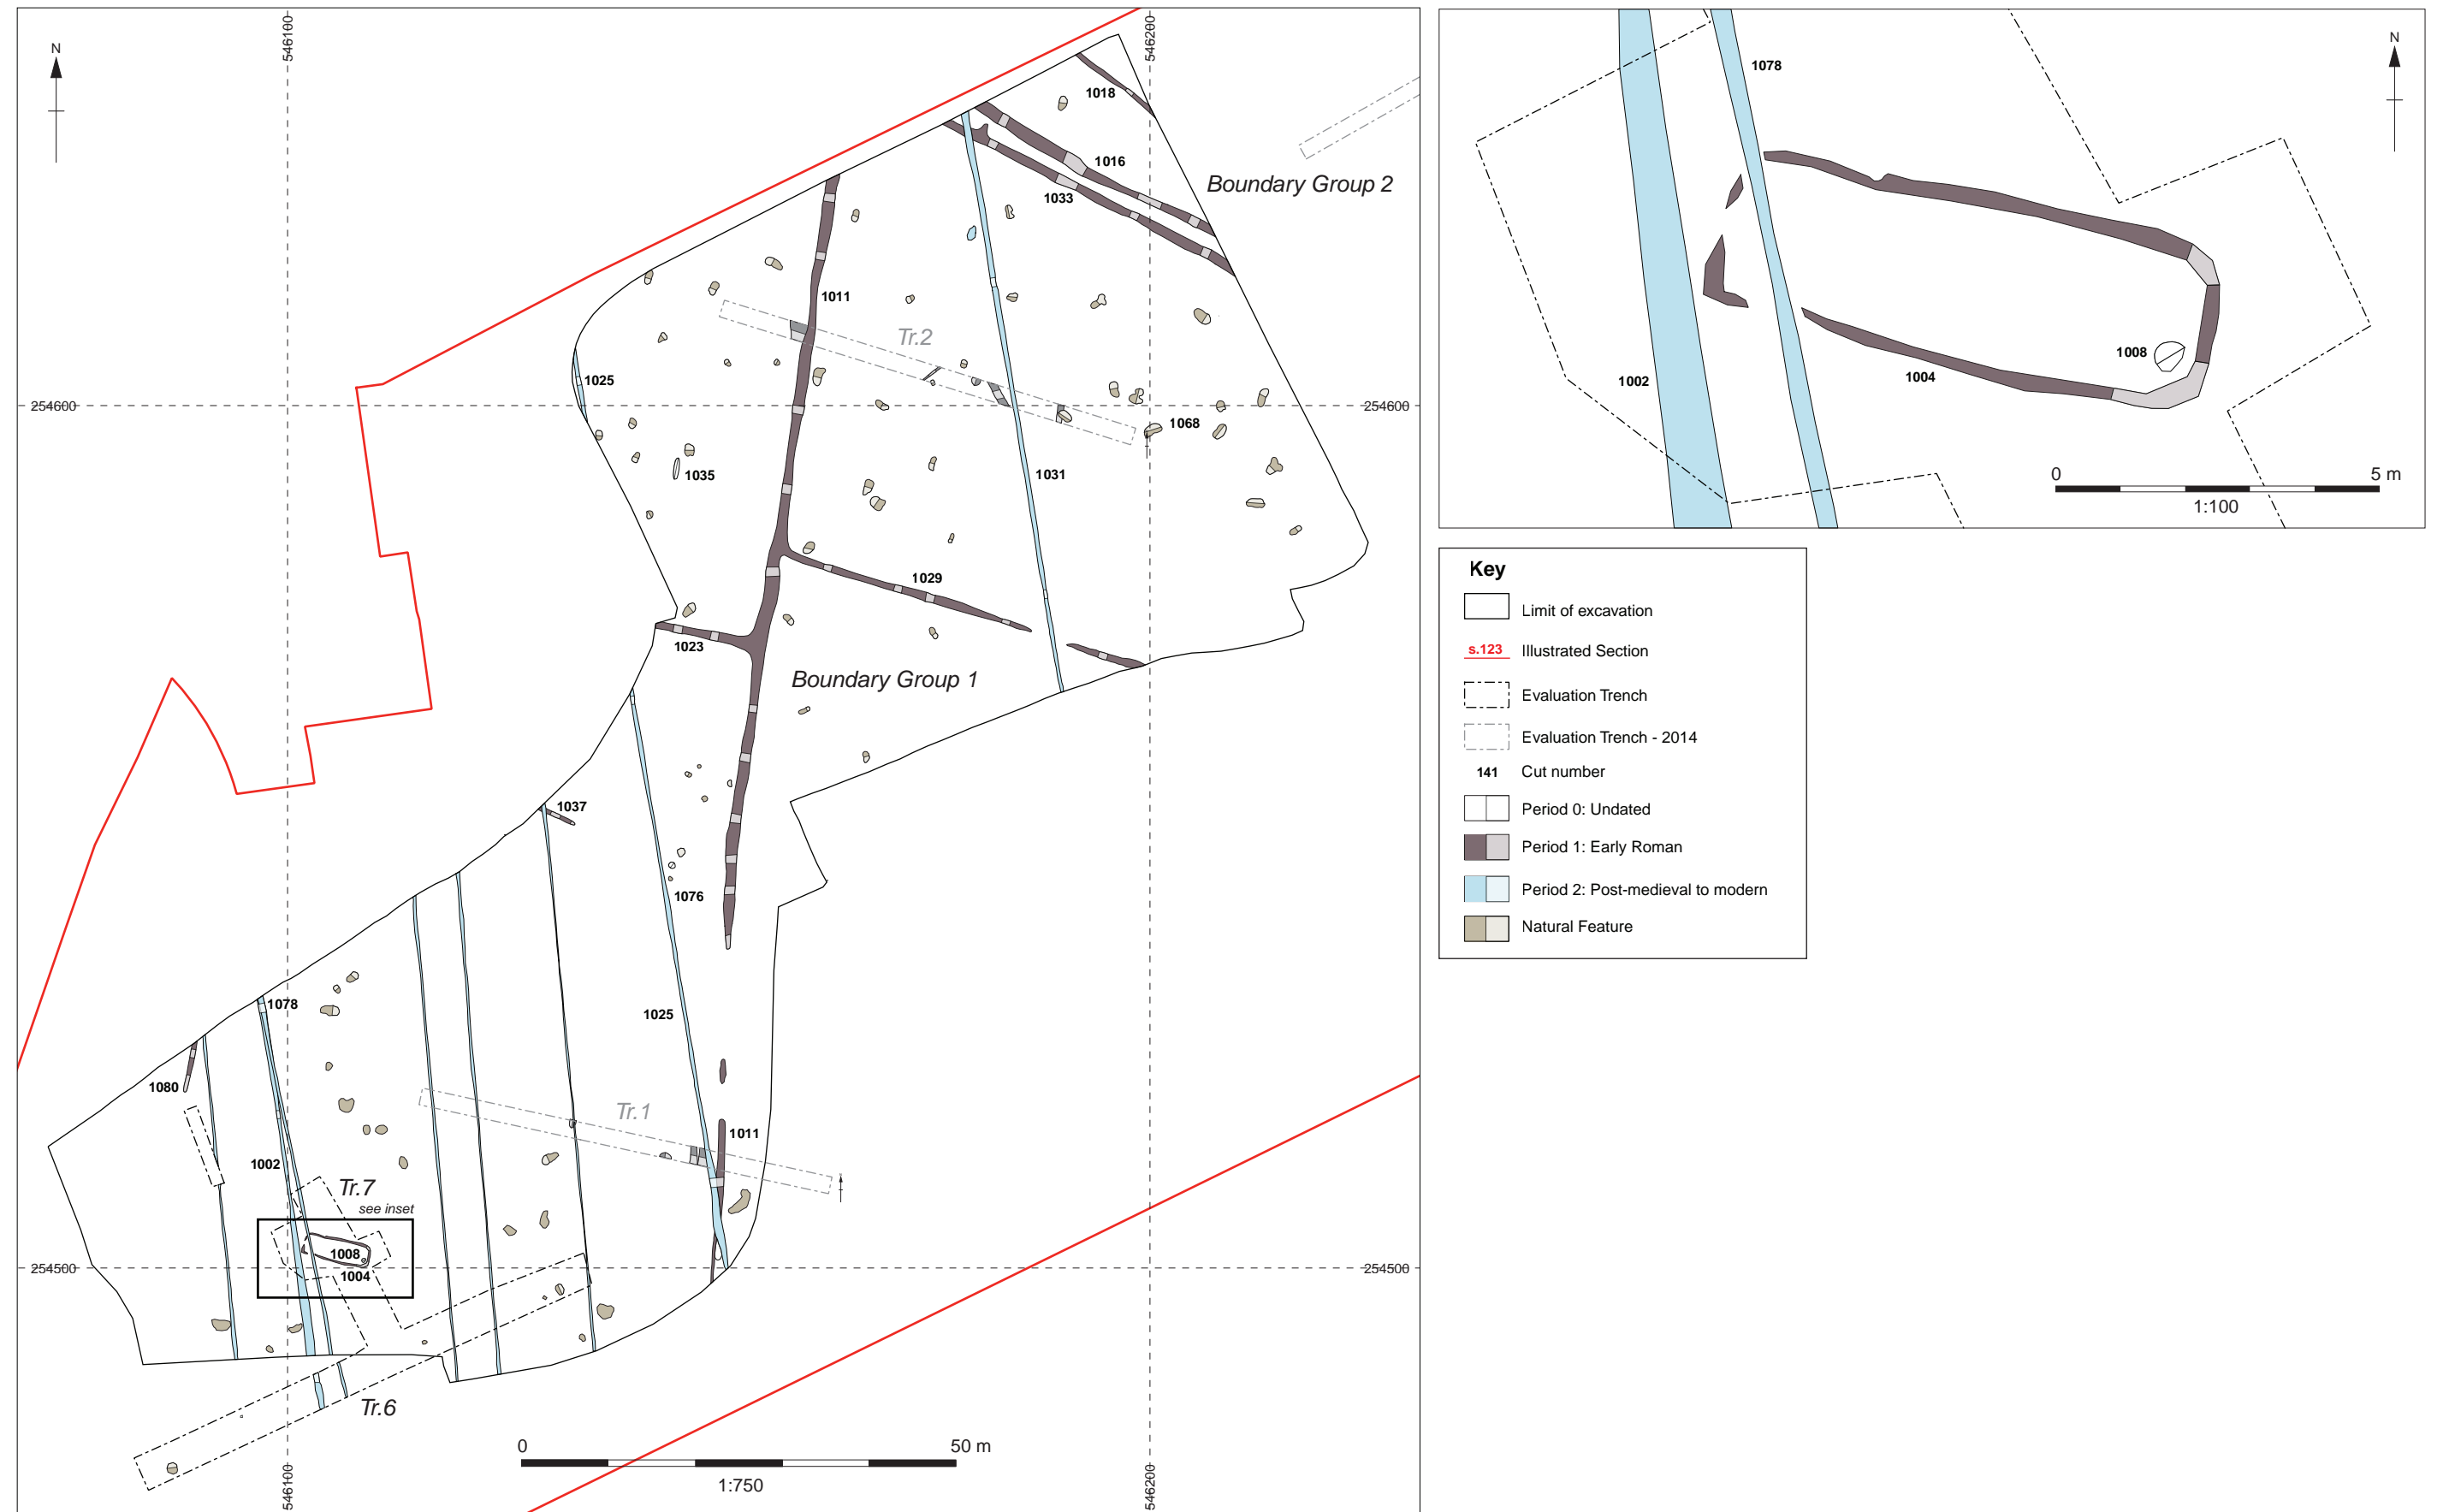 N
546100
546200
1018
1016
Boundary Group 2
1033
1011
Tr.2
1025
254600
254600
1068
1035
1031
1029
1023
Boundary Group 1
1037
1076
1078
1025
1080
Tr.1
1011
1002
Tr.7
see inset
1008
1004
254500
254500
Tr.6
0
50 m
1:750
546100
546200
N
1078
1008
1002
1004
0
5 m
1:100
Key
Limit of excavation
s.123 Illustrated Section
Evaluation Trench
Evaluation Trench - 2014
141 Cut number
Period 0: Undated
Period 1: Early Roman
Period 2: Post-medieval to modern
Natural Feature